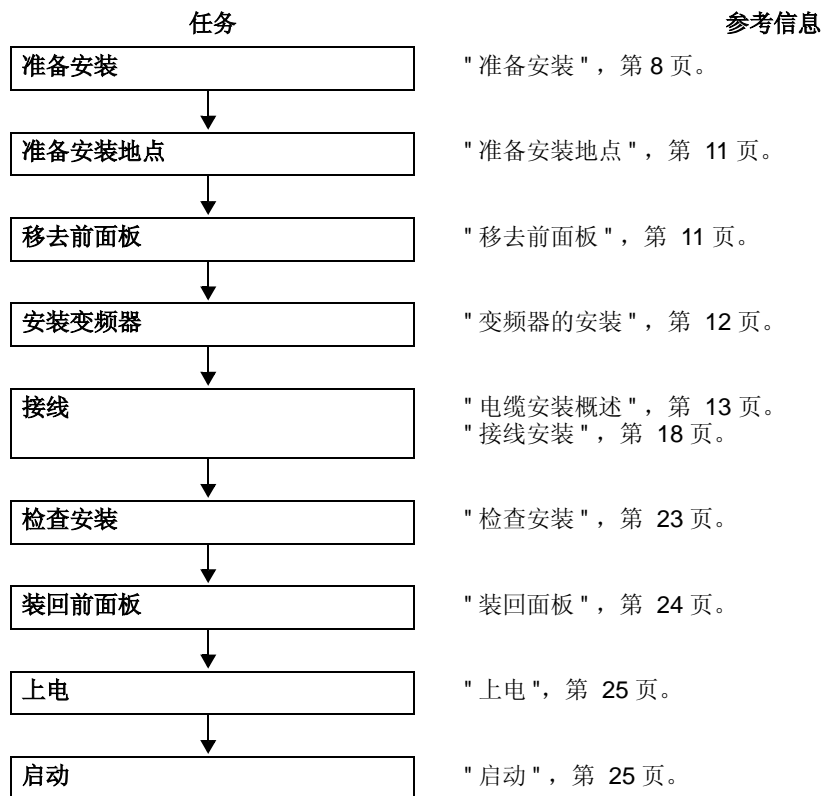 任务 参考信息
准备安装 "准备安装"，第 8 页。
准备安装地点 "准备安装地点"，第 11 页。
移去前面板 "移去前面板"，第 11 页。
安装变频器 "变频器的安装"，第 12 页。
接线 "电缆安装概述"，第 13 页。
"接线安装"，第 18 页。
检查安装 "检查安装"，第 23 页。
装回前面板 "装回面板"，第 24 页。
上电 "上电"，第 25 页。
启动 "启动"，第 25 页。